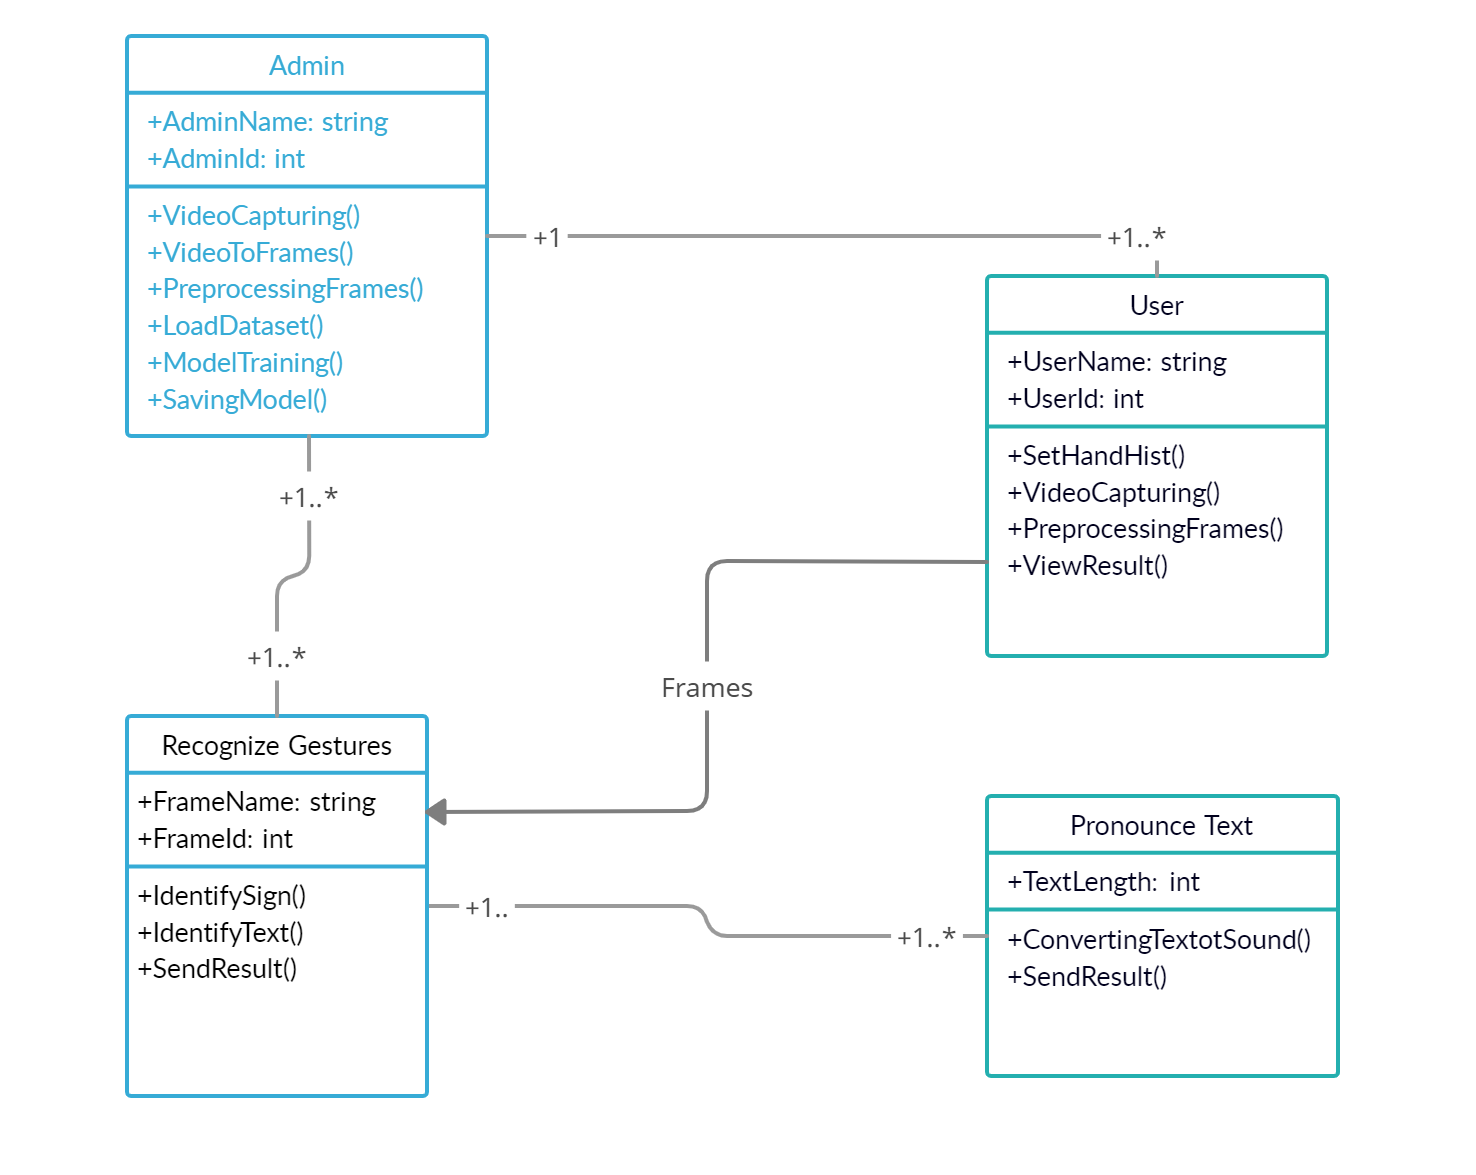 Admin
+AdminName: string
+AdminId: int
+VideoCapturing()
+VideoToFrames()
+PreprocessingFrames()
+LoadDataset()
+ModelTraining()
+SavingModel()
+1
+1..*
User
+UserName: string
+UserId: int
+SetHandHist()
+VideoCapturing()
+PreprocessingFrames()
+ViewResult()
+1..*
+1..*
Frames
Recognize Gestures
+FrameName: string
+FrameId: int
+IdentifySign()
+IdentifyText()
+SendResult()
+1..
+1..*
Pronounce Text
+TextLength: int
+ConvertingTextotSound()
+SendResult()